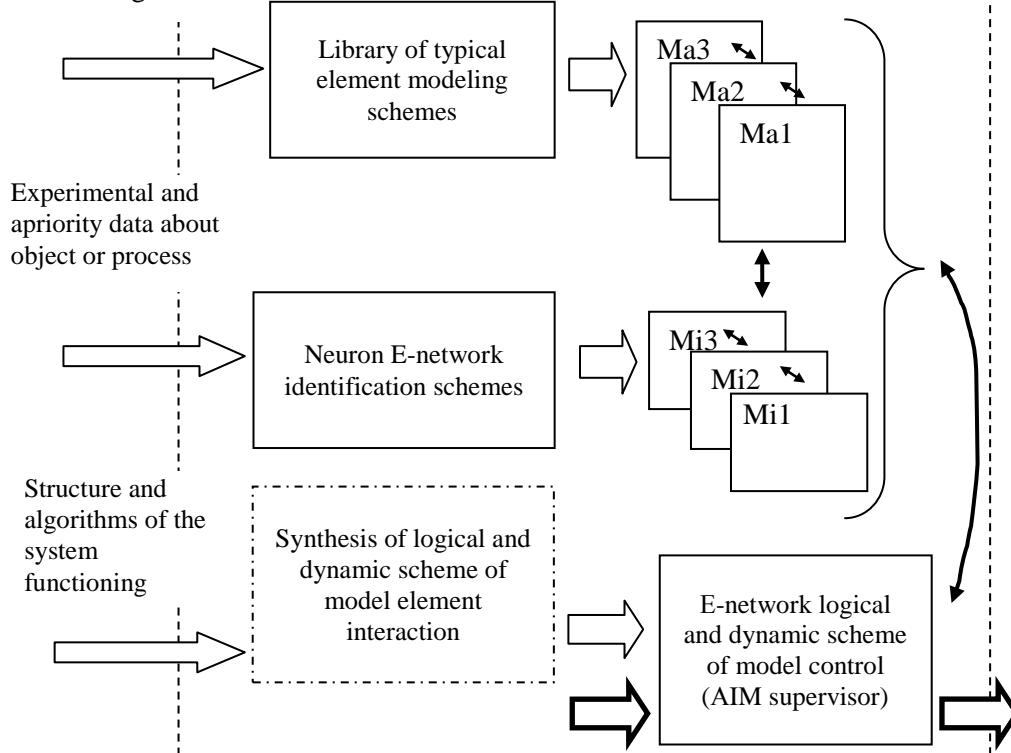 Library of typical
element modeling
schemes
Ma3
Ma2
Ma1
Experimental and
apriority data about
object or process
Neuron E-network
identification schemes
Mi3
Mi2
Mi1
Structure and
algorithms of the
system
functioning
Synthesis of logical and
dynamic scheme of
model element
interaction
E-network logical
and dynamic scheme
of model control
(AIM supervisor)